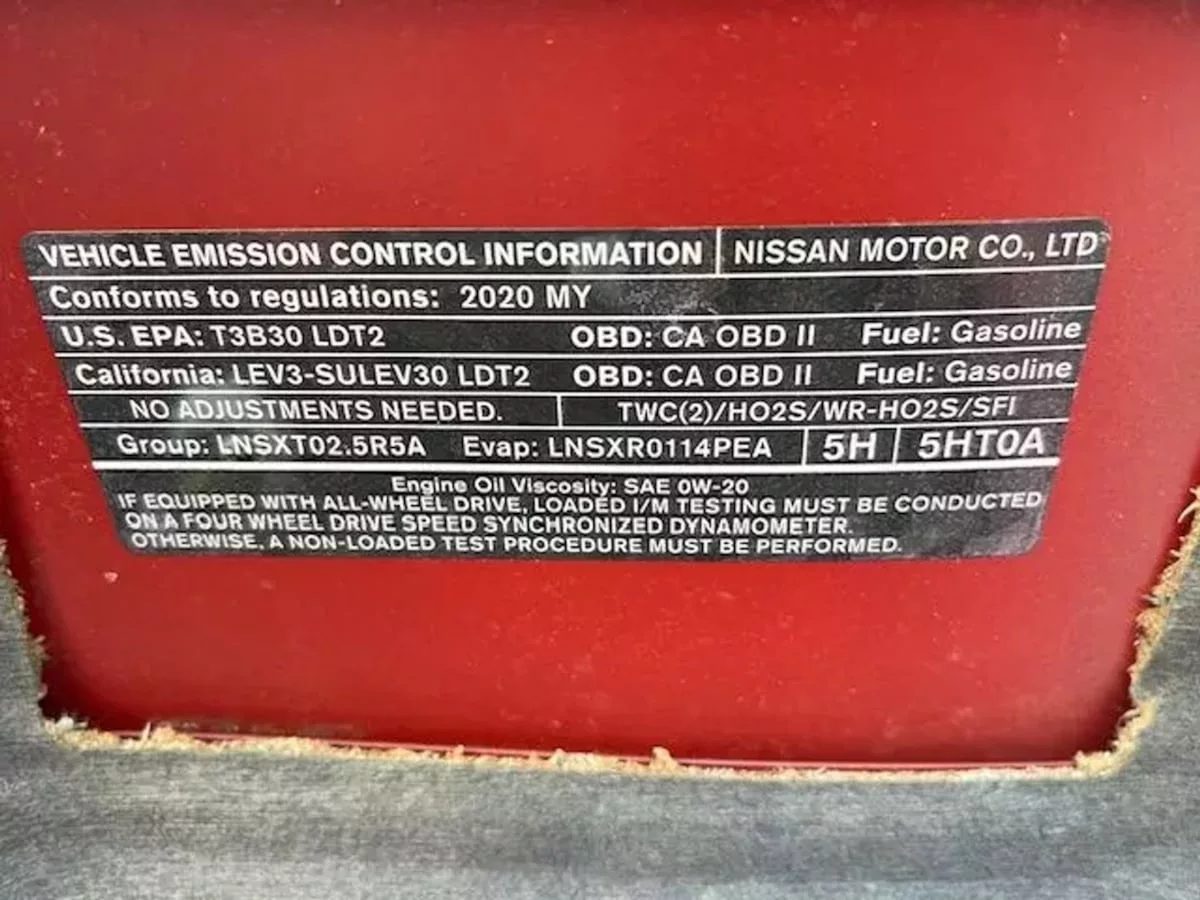 VEHICLE EMISSION CONTROL INFORMATION NISSAN MOTOR CO., LTD
Conforms to regulations: 2020 MY
U.S. EPA: T3B30 LDT2 OBD: CA OBD II Fuel: Gasoline
California: LEV3-SULEV30 LDT2 OBD: CA OBD II Fuel: Gasoline
NO ADJUSTMENTS NEEDED. TWC(2)/HO2S/WR-HO2S/SFI
Group: LNSXT02.5R5A Evap: LNSXR0114PEA 5H 5HT0A
Engine Oil Viscosity: SAE 0W-20
IF EQUIPPED WITH ALL-WHEEL DRIVE, LOADED I/M TESTING MUST BE CONDUCTED
ON A FOUR WHEEL DRIVE SPEED SYNCHRONIZED DYNAMOMETER.
OTHERWISE, A NON-LOADED TEST PROCEDURE MUST BE PERFORMED.